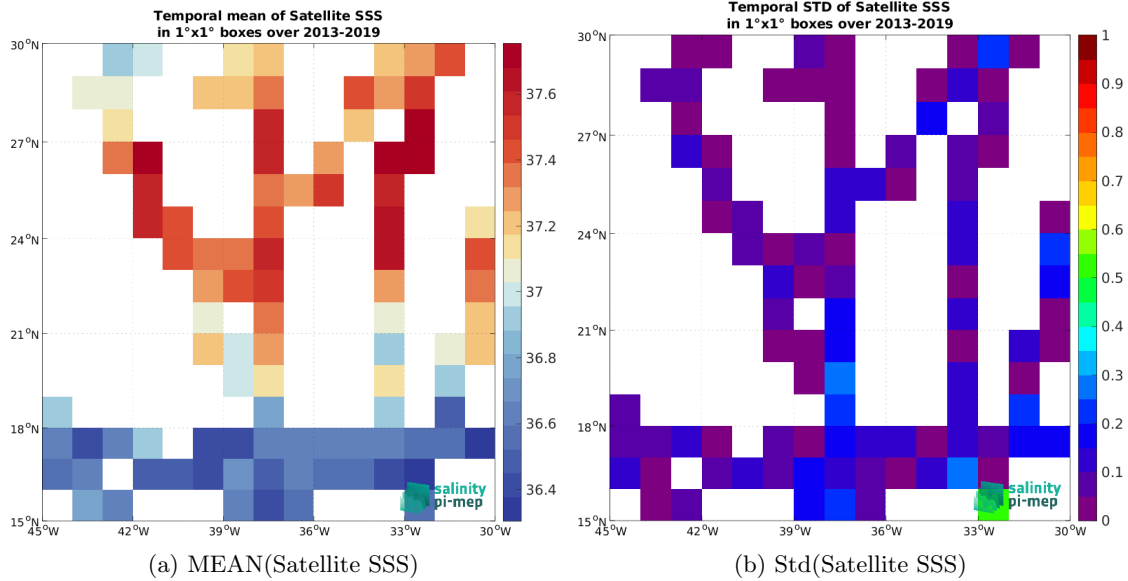 Temporal mean of Satellite SSS
in 1°x1° boxes over 2013-2019
30°N
27°N
24°N
21°N
18°N
15°N
45°W
42°W
39°W
36°W
33°W
30°W
37.6
37.4
37.2
37
36.8
36.6
36.4
salinity
pi-mep
(a) MEAN(Satellite SSS)
Temporal STD of Satellite SSS
in 1°x1° boxes over 2013-2019
30°N
27°N
24°N
21°N
18°N
15°N
45°W
42°W
39°W
36°W
33°W
30°W
1
0.9
0.8
0.7
0.6
0.5
0.4
0.3
0.2
0.1
0
salinity
pi-mep
(b) Std(Satellite SSS)